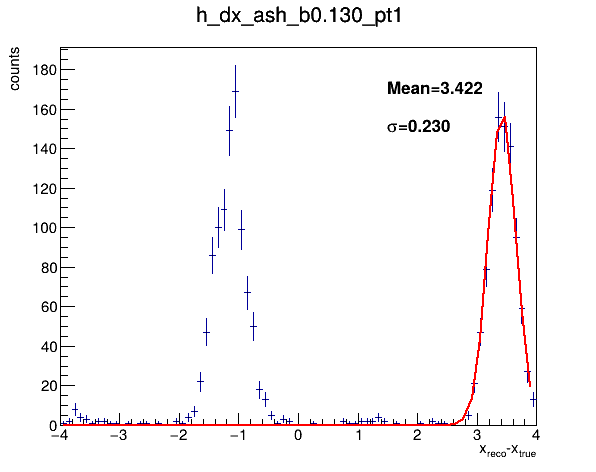 h_dx_ash_b0.130_pt1
counts
180
160
140
120
100
80
60
40
20
0
Mean=3.422
σ=0.230
−4 −3 −2 −1 0 1 2 3 4
x_reco-x_true